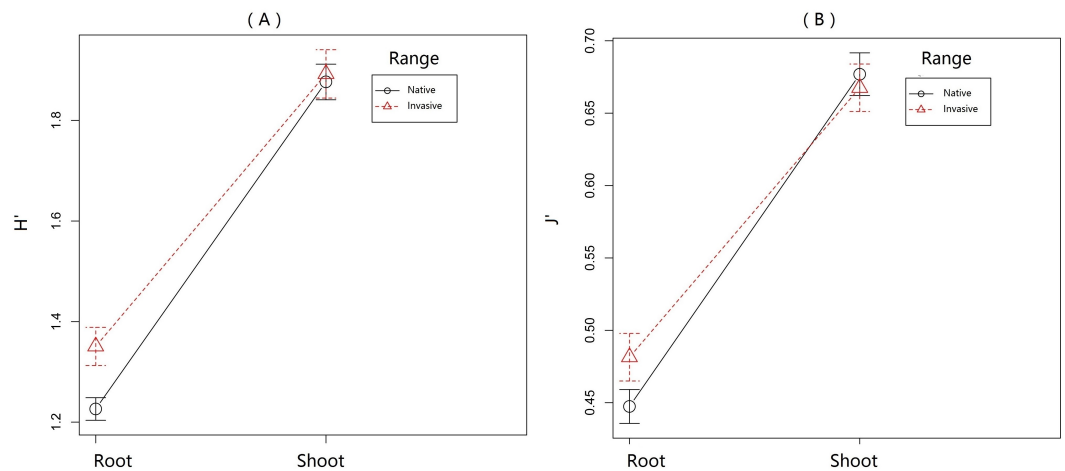 ( A )
Range
Native
Invasive
H'
1.8
1.6
1.4
1.2
Root Shoot
( B )
Range
Native
Invasive
J'
0.70
0.65
0.60
0.55
0.50
0.45
Root Shoot